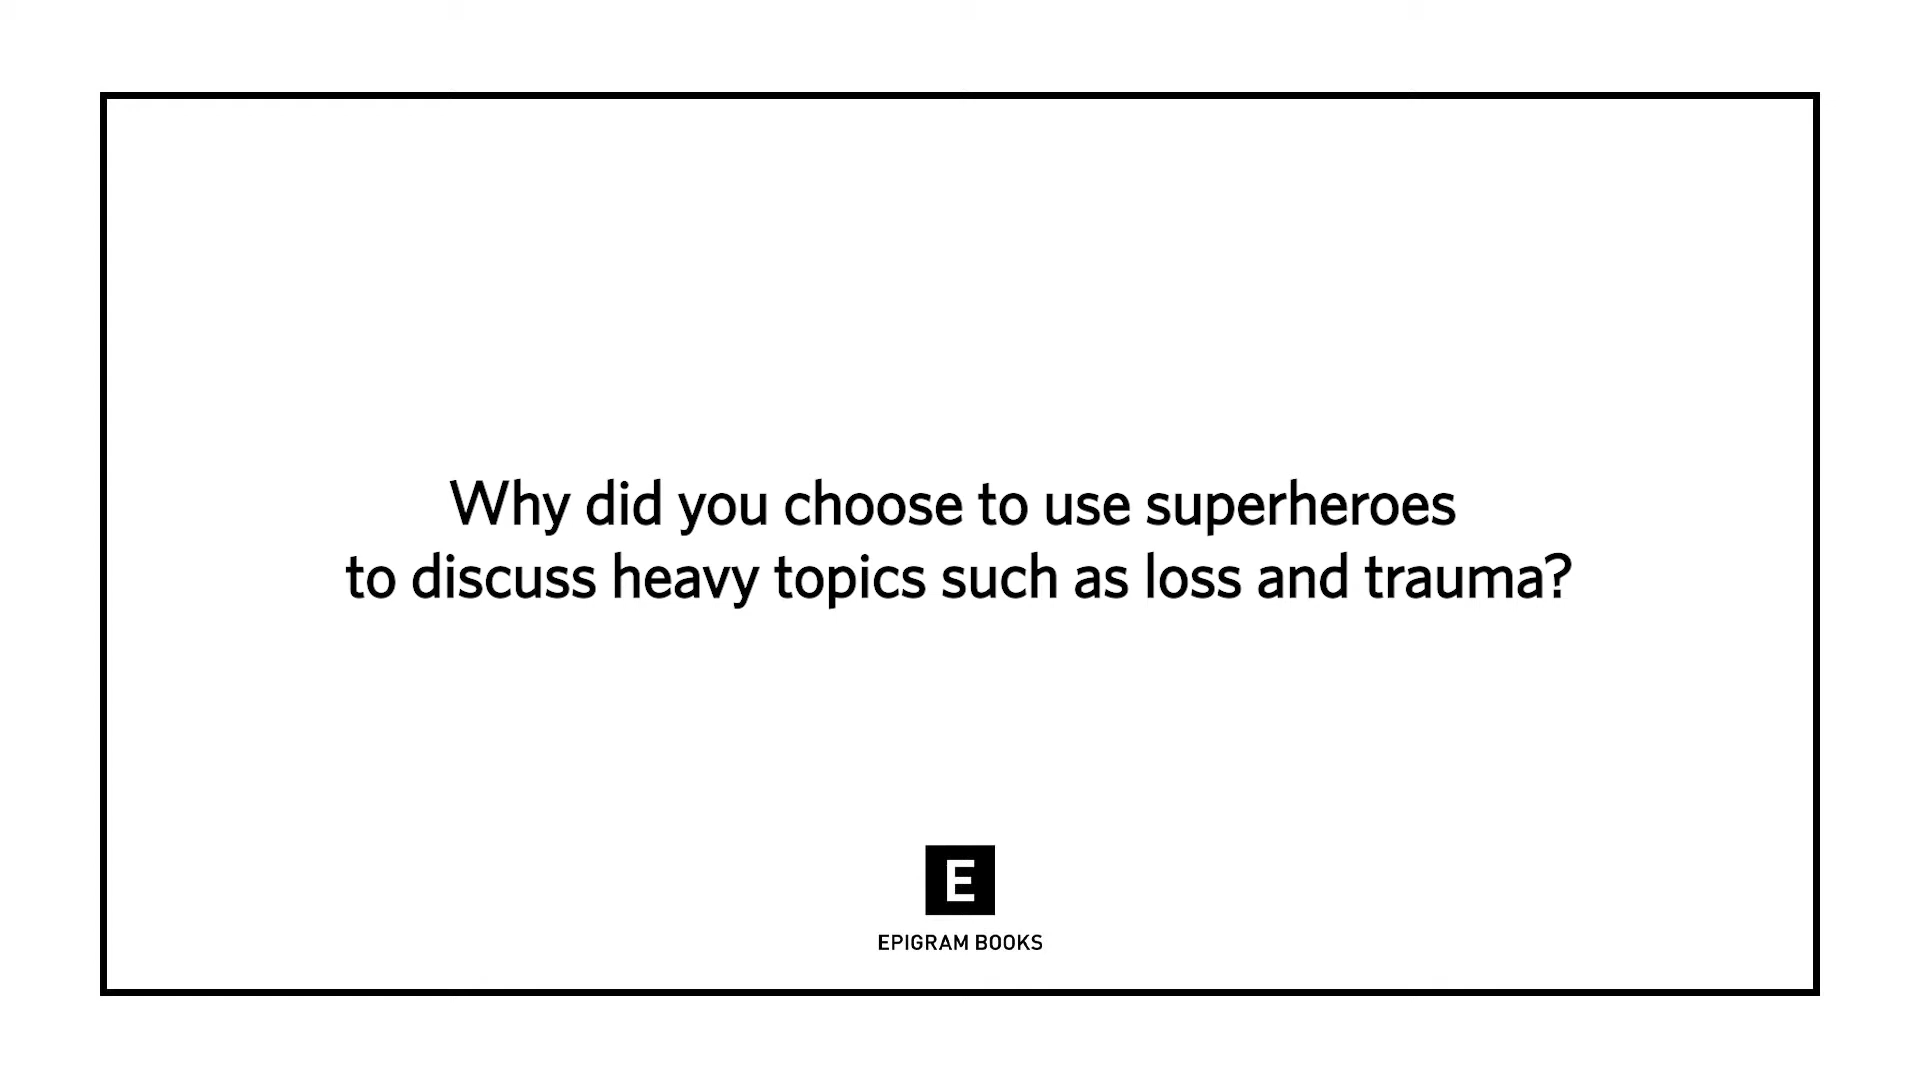 Why did you choose to use superheroes
to discuss heavy topics such as loss and trauma?
E
EPIGRAM BOOKS